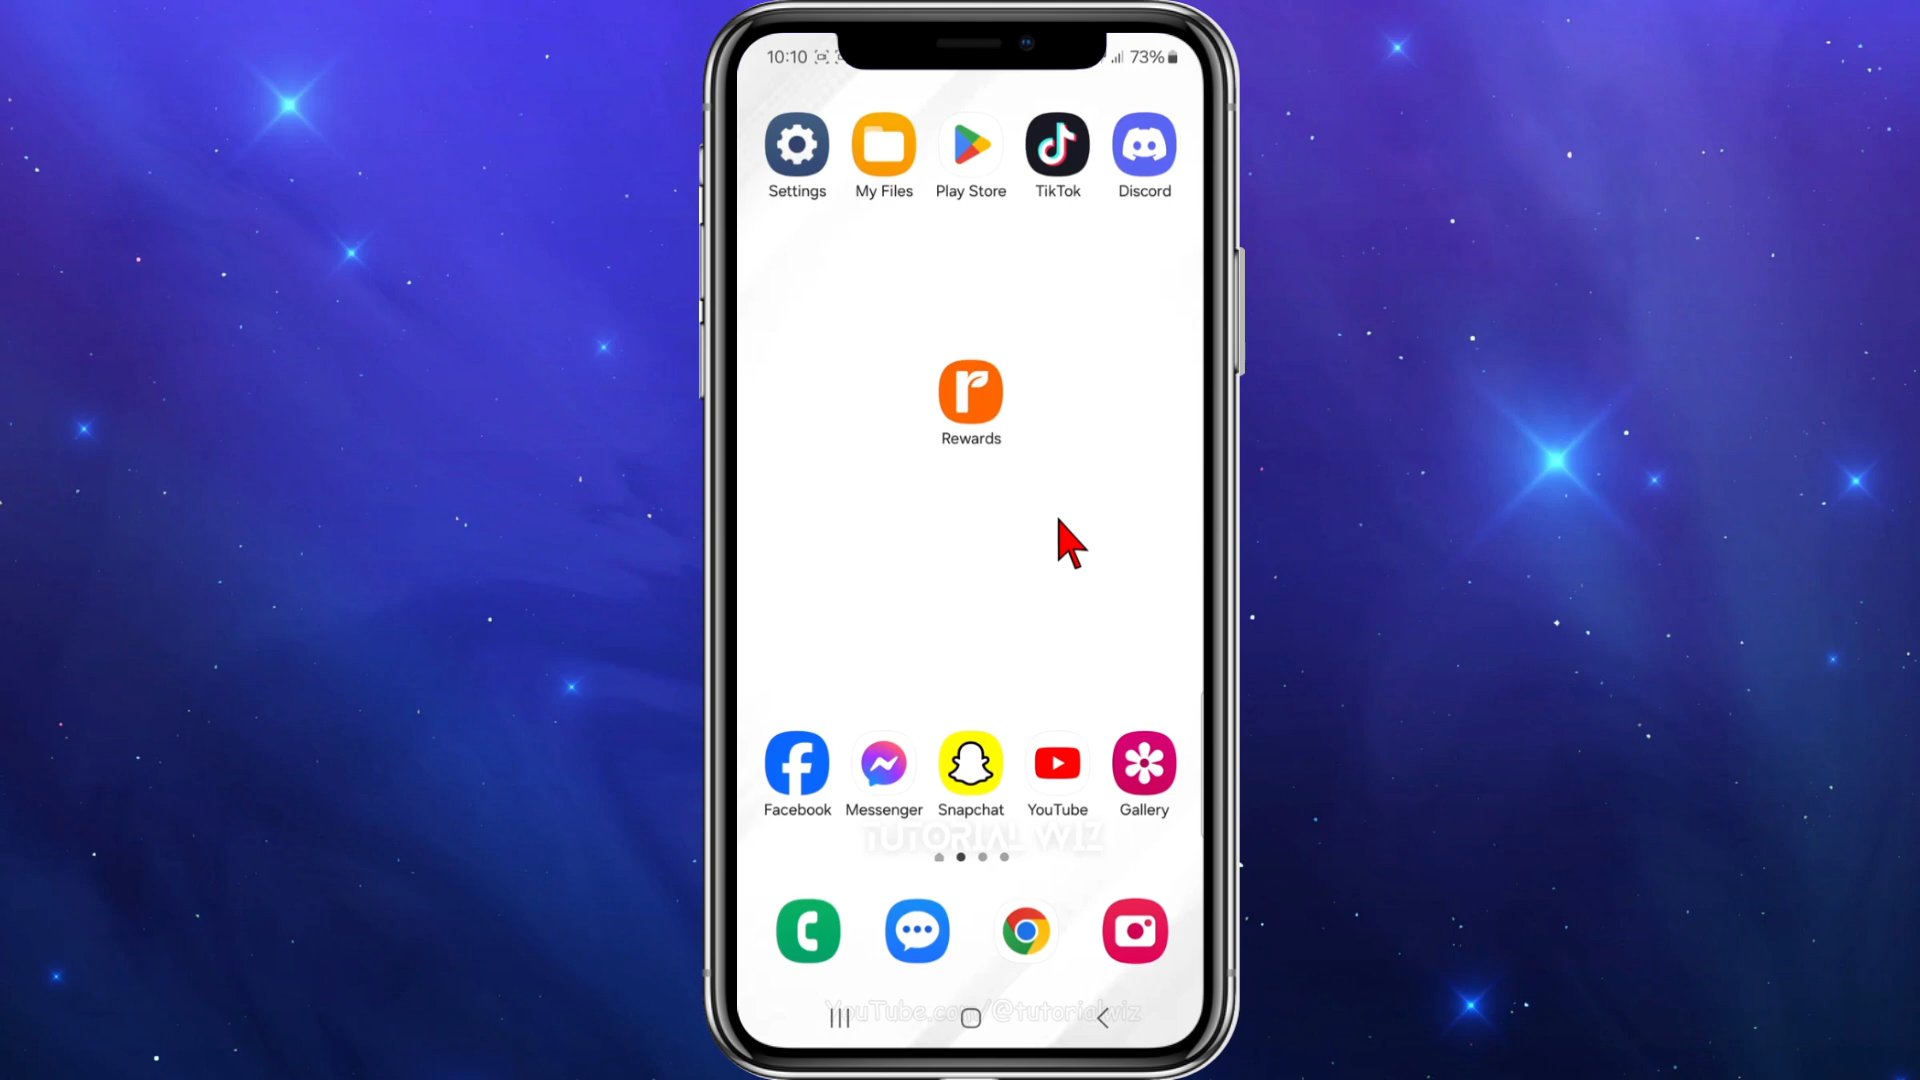 10:10 73%
Settings My Files Play Store TikTok Discord
r
Rewards
Facebook Messenger Snapchat YouTube Gallery
TUTORIAL WIZ
YouTube.com/@tutorialwiz